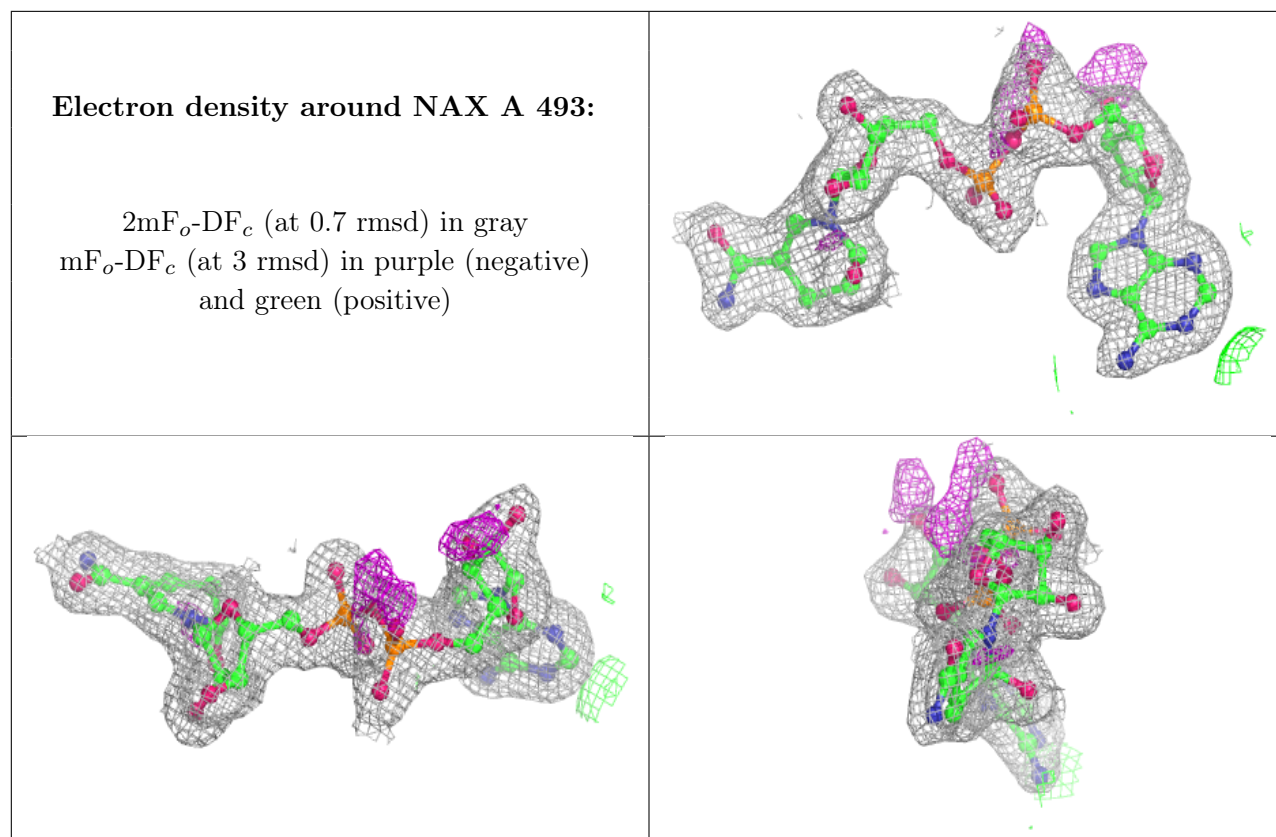 Electron density around NAX A 493:
2mFₒ-DF𝒸 (at 0.7 rmsd) in gray
mFₒ-DF𝒸 (at 3 rmsd) in purple (negative)
and green (positive)